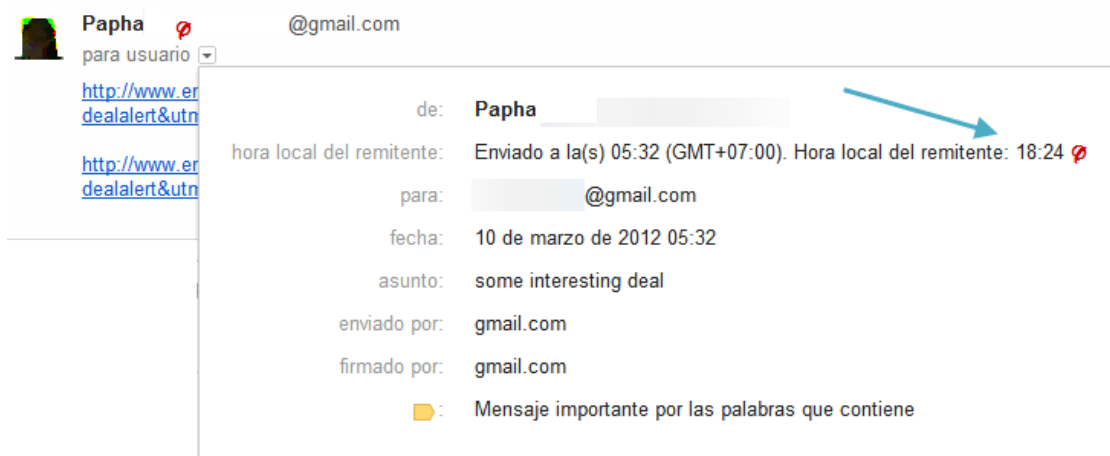 Papha @gmail.com
para usuario
http://www.er
dealalert&utm
http://www.er
dealalert&utm
de: Papha
hora local del remitente: Enviado a la(s) 05:32 (GMT+07:00). Hora local del remitente: 18:24
para: @gmail.com
fecha: 10 de marzo de 2012 05:32
asunto: some interesting deal
enviado por: gmail.com
firmado por: gmail.com
: Mensaje importante por las palabras que contiene